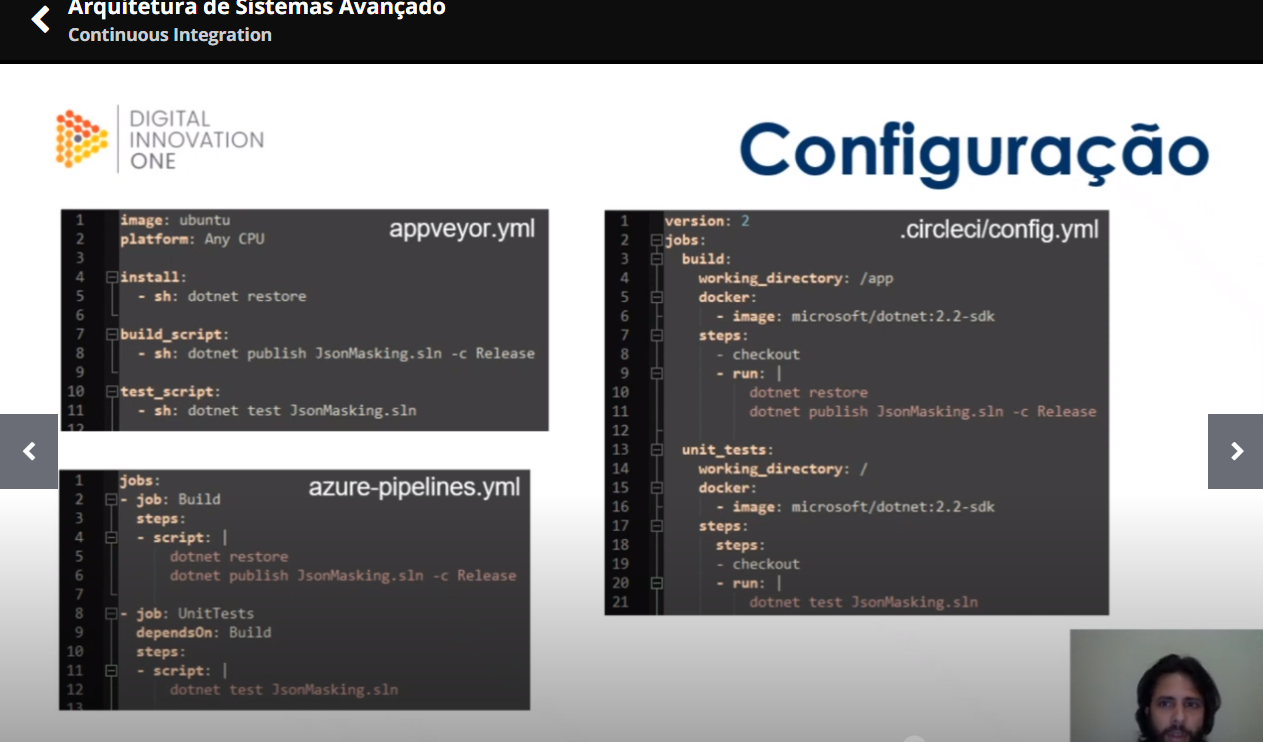 Arquitetura de Sistemas Avançado
Continuous Integration
DIGITAL
INNOVATION
ONE
Configuração
appveyor.yml
1 image: ubuntu
2 platform: Any CPU
3
4 install:
5 - sh: dotnet restore
6
7 build_script:
8 - sh: dotnet publish JsonMasking.sln -c Release
9
10 test_script:
11 - sh: dotnet test JsonMasking.sln
12
azure-pipelines.yml
1 jobs:
2 - job: Build
3 steps:
4 - script: |
5 dotnet restore
6 dotnet publish JsonMasking.sln -c Release
7
8 - job: UnitTests
9 dependsOn: Build
10 steps:
11 - script: |
12 dotnet test JsonMasking.sln
13
.circleci/config.yml
1 version: 2
2 jobs:
3 build:
4 working_directory: /app
5 docker:
6 - image: microsoft/dotnet:2.2-sdk
7 steps:
8 - checkout
9 - run: |
10 dotnet restore
11 dotnet publish JsonMasking.sln -c Release
12
13 unit_tests:
14 working_directory: /
15 docker:
16 - image: microsoft/dotnet:2.2-sdk
17 steps:
18 steps:
19 - checkout
20 - run: |
21 dotnet test JsonMasking.sln